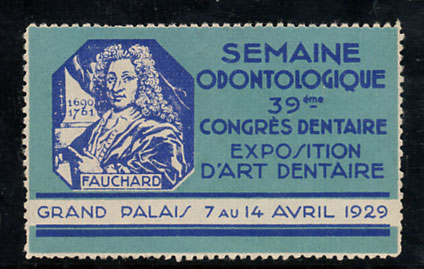 1690
1761
FAUCHARD
SEMAINE
ODONTOLOGIQUE
39ème
CONGRÈS DENTAIRE
EXPOSITION
D'ART DENTAIRE
GRAND PALAIS 7 AU 14 AVRIL 1929